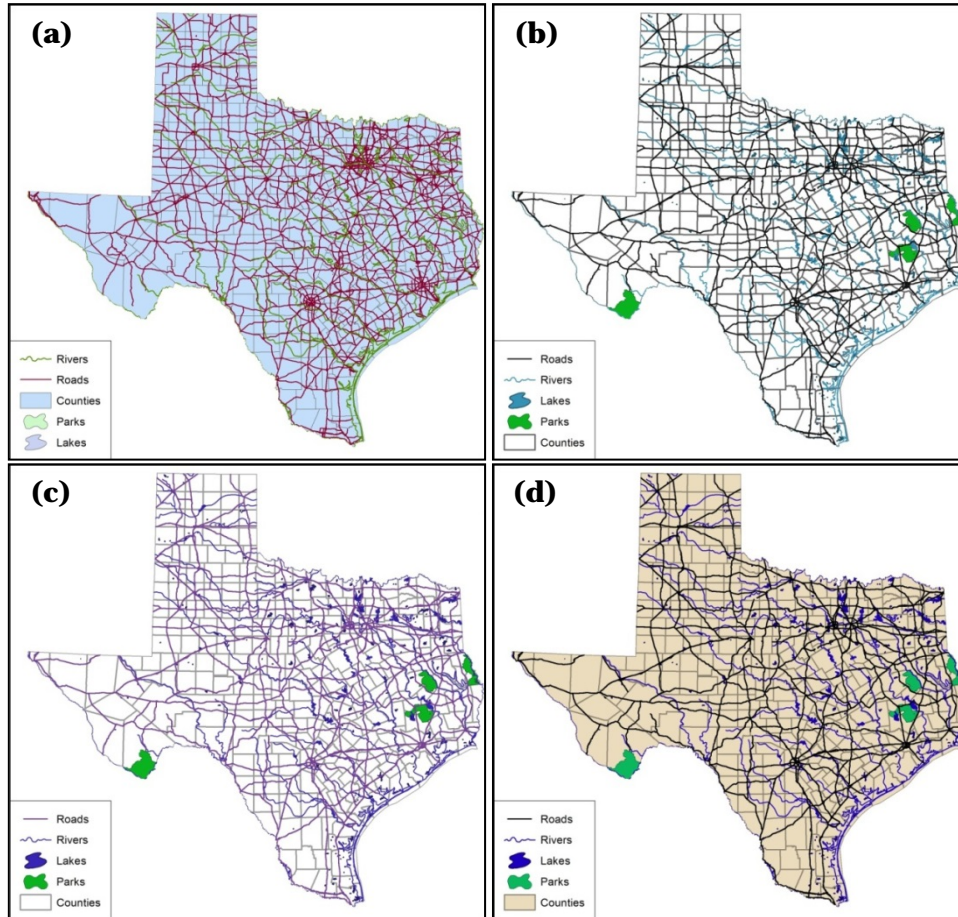 (a)
Rivers
Roads
Counties
Parks
Lakes
(b)
Roads
Rivers
Lakes
Parks
Counties
(c)
Roads
Rivers
Lakes
Parks
Counties
(d)
Roads
Rivers
Lakes
Parks
Counties